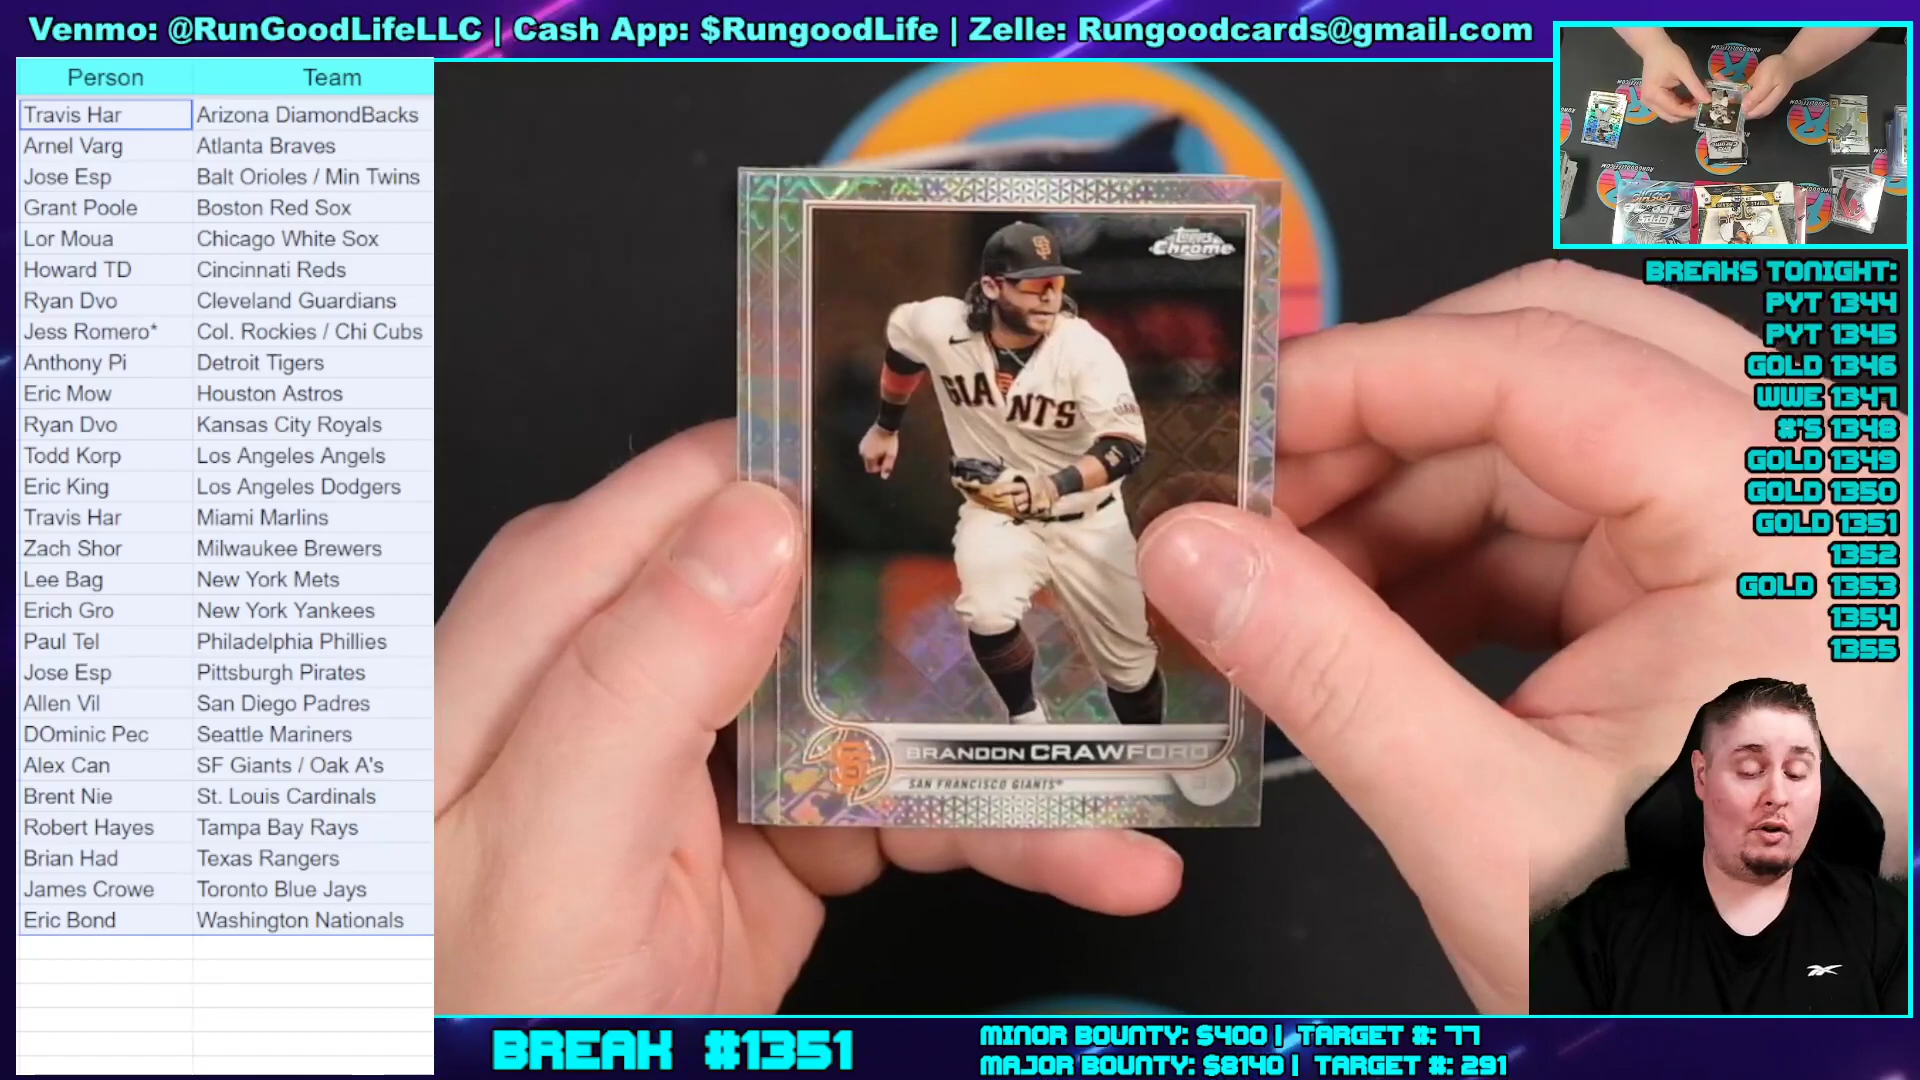 Venmo: @RunGoodLifeLLC | Cash App: $RungoodLife | Zelle: Rungoodcards@gmail.com
Person Team
Travis Har Arizona DiamondBacks
Arnel Varg Atlanta Braves
Jose Esp Balt Orioles / Min Twins
Grant Poole Boston Red Sox
Lor Moua Chicago White Sox
Howard TD Cincinnati Reds
Ryan Dvo Cleveland Guardians
Jess Romero* Col. Rockies / Chi Cubs
Anthony Pi Detroit Tigers
Eric Mow Houston Astros
Ryan Dvo Kansas City Royals
Todd Korp Los Angeles Angels
Eric King Los Angeles Dodgers
Travis Har Miami Marlins
Zach Shor Milwaukee Brewers
Lee Bag New York Mets
Erich Gro New York Yankees
Paul Tel Philadelphia Phillies
Jose Esp Pittsburgh Pirates
Allen Vil San Diego Padres
DOminic Pec Seattle Mariners
Alex Can SF Giants / Oak A's
Brent Nie St. Louis Cardinals
Robert Hayes Tampa Bay Rays
Brian Had Texas Rangers
James Crowe Toronto Blue Jays
Eric Bond Washington Nationals
Topps
Chrome
GIANTS
BRANDON CRAWFORD
SAN FRANCISCO GIANTS
BREAKS TONIGHT:
PYT 1344
PYT 1345
GOLD 1346
WWE 1347
#'S 1348
GOLD 1349
GOLD 1350
GOLD 1351
1352
GOLD 1353
1354
1355
BREAK #1351
MINOR BOUNTY: $400 | TARGET #: 77
MAJOR BOUNTY: $8140 | TARGET #: 291